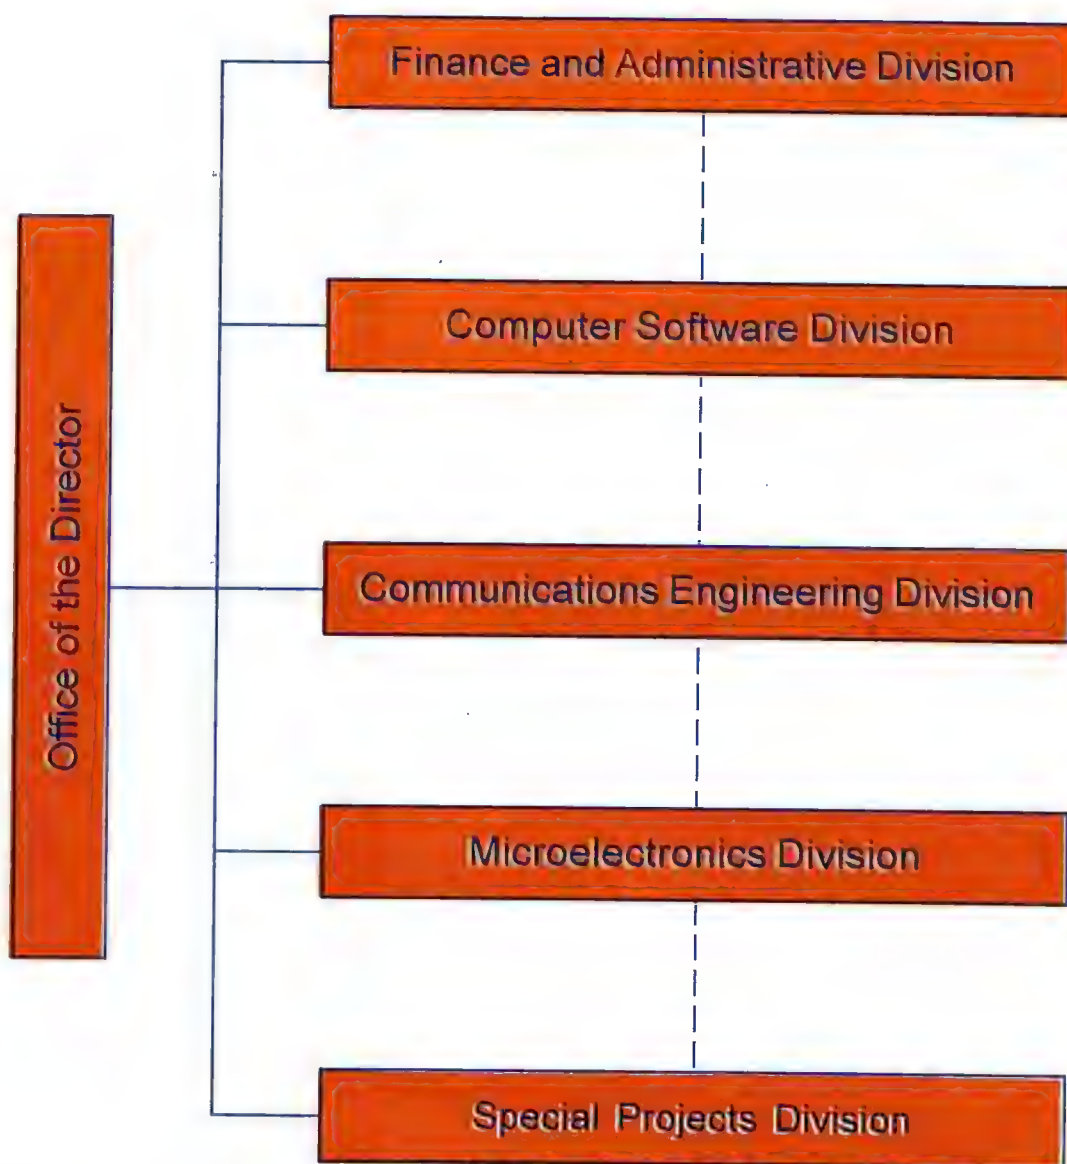 Finance and Administrative Division
Computer Software Division
Office of the Director
Communications Engineering Division
Microelectronics Division
Special Projects Division